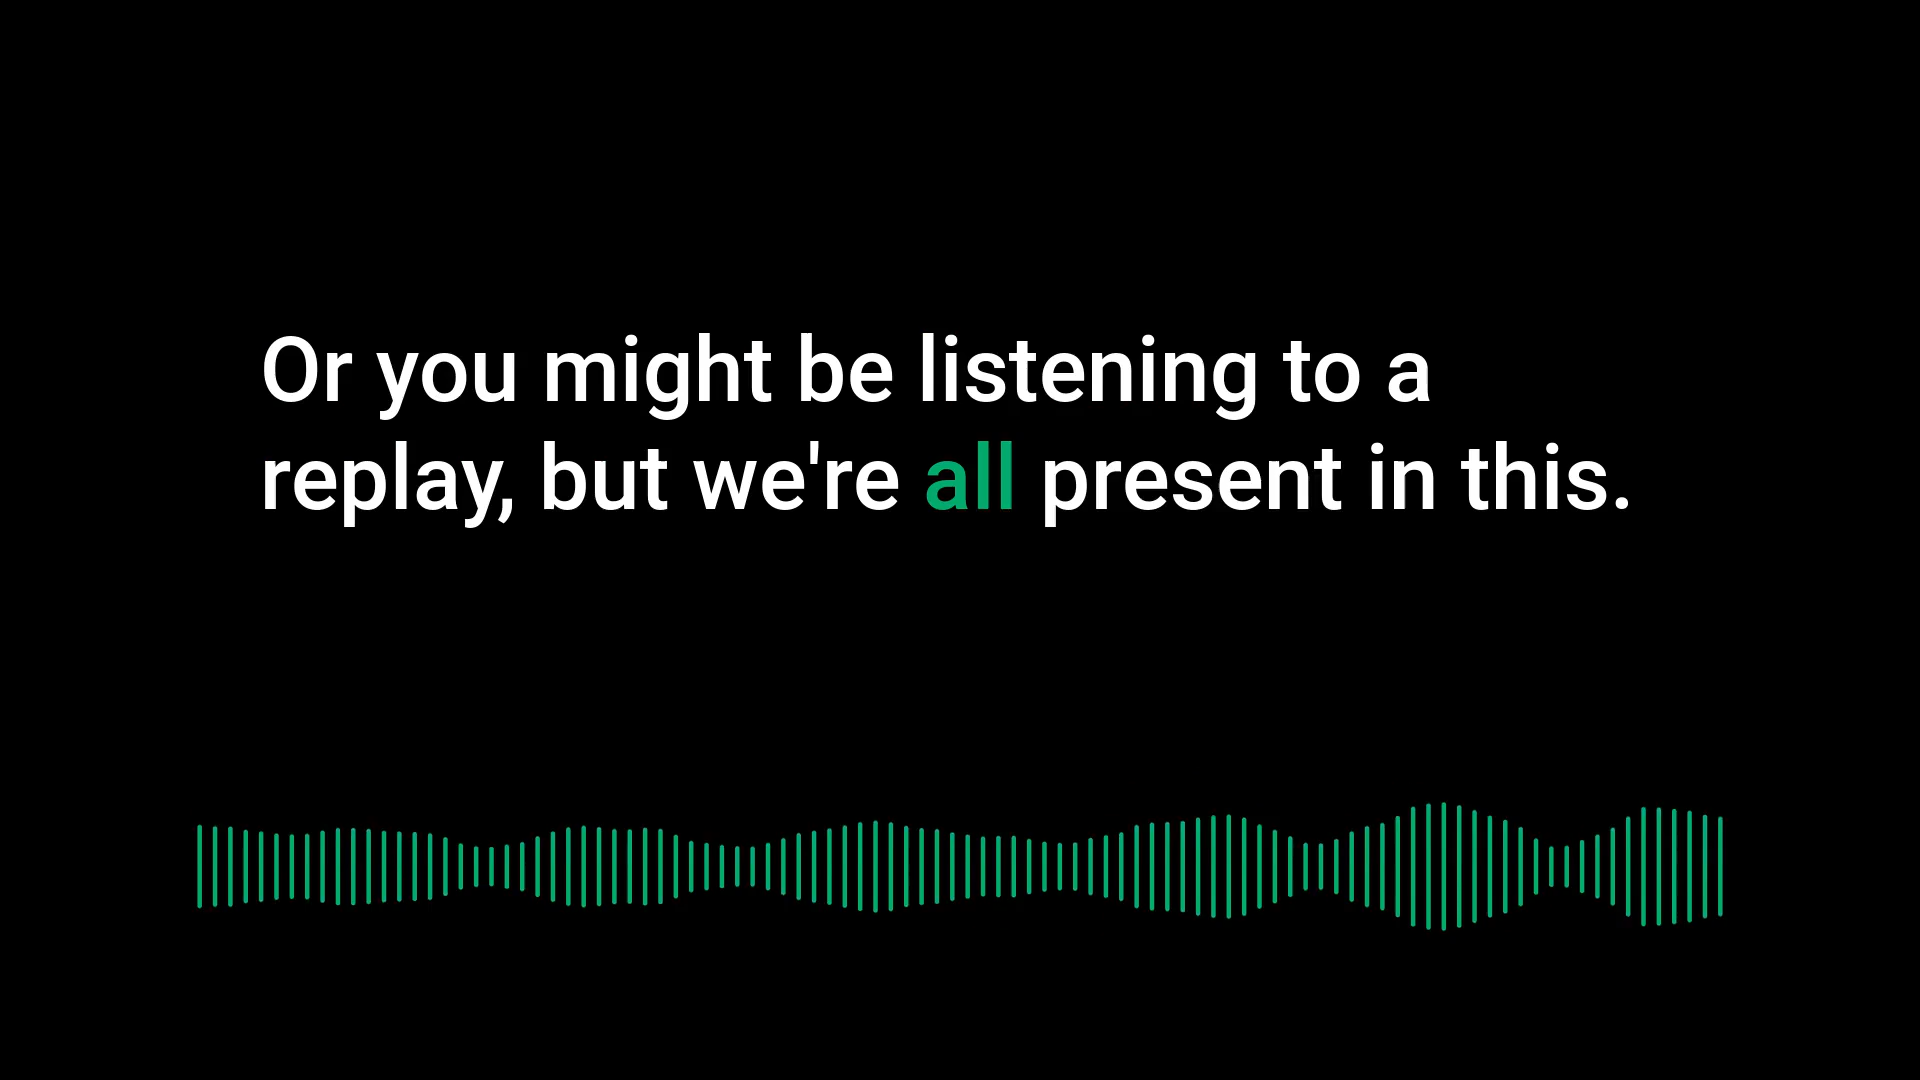 Or you might be listening to a
replay, but we're all present in this.